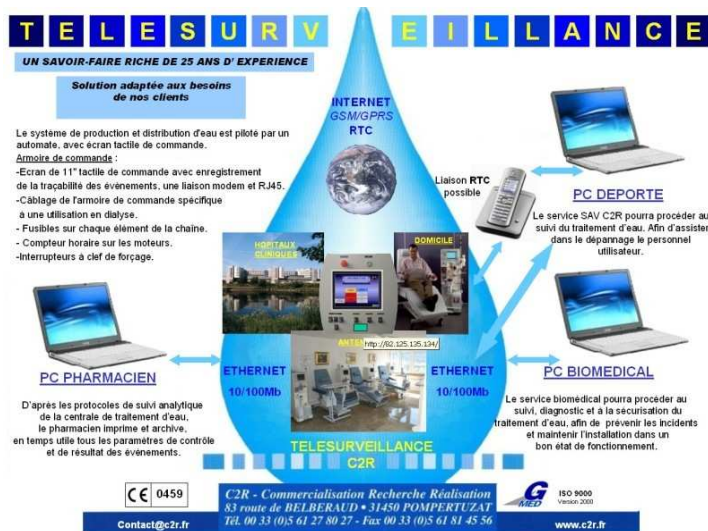 TELESURVEILLANCE
UN SAVOIR-FAIRE RICHE DE 25 ANS D' EXPERIENCE
Solution adaptée aux besoins
de nos clients
Le système de production et distribution d'eau est piloté par un
automate, avec écran tactile de commande.
Armoire de commande :
-Ecran de 11" tactile de commande avec enregistrement
de la traçabilité des événements, une liaison modem et RJ45.
-Câblage de l'armoire de commande spécifique
à une utilisation en dialyse.
- Fusibles sur chaque élément de la chaîne.
- Compteur horaire sur les moteurs.
-Interrupteurs à clef de forçage.
INTERNET
GSM/GPRS
RTC
Liaison RTC
possible
PC DEPORTE
Le service SAV C2R pourra procéder au
suivi du traitement d'eau. Afin d'assister
dans le dépannage le personnel
utilisateur.
HOPITAUX
CLINIQUES
DOMICILE
http://82.125.135.134/
PC PHARMACIEN
ETHERNET
10/100Mb
ETHERNET
10/100Mb
PC BIOMEDICAL
D'après les protocoles de suivi analytique
de la centrale de traitement d'eau,
le pharmacien imprime et archive,
en temps utile tous les paramètres de contrôle
et de résultat des événements.
Le service biomédical pourra procéder au
suivi, diagnostic et à la sécurisation du
traitement d'eau, afin de prévenir les incidents
et maintenir l'installation dans un
bon état de fonctionnement.
TELESURVEILLANCE
C2R
CE 0459
C2R - Commercialisation Recherche Réalisation
83 route de BELBERAUD • 31450 POMPERTUZAT
Tél. 00 33 (0)5 61 27 80 27 - Fax 00 33 (0)5 61 81 45 56
G MED
ISO 9000
Version 2000
Contact@c2r.fr
www.c2r.fr